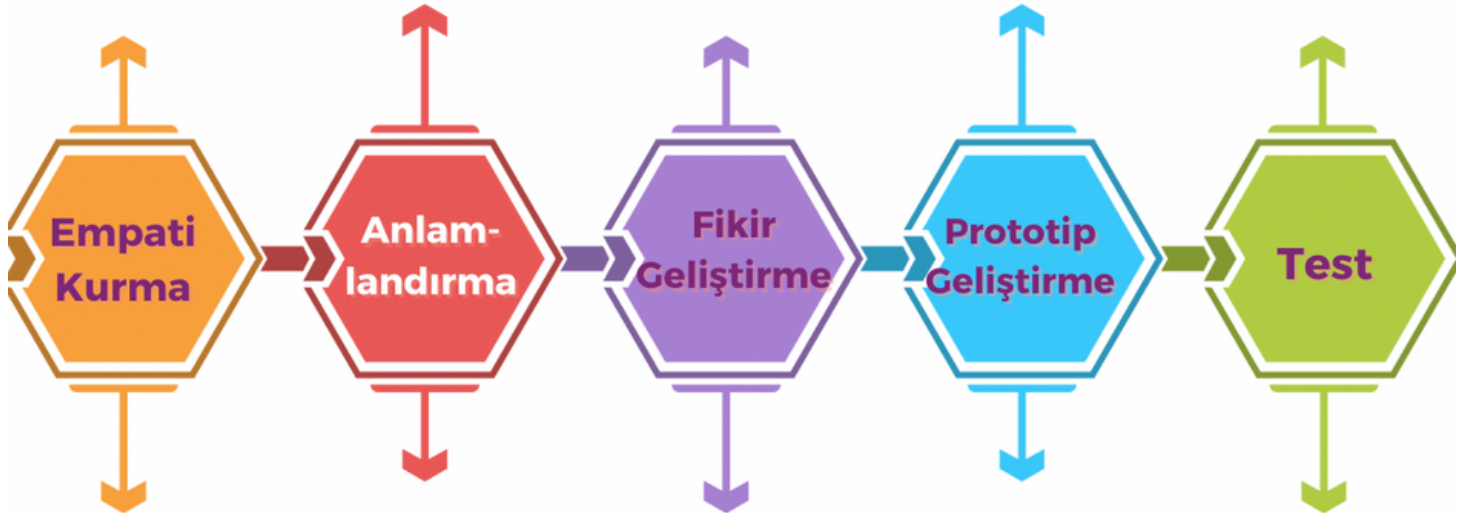 Empati
Kurma
Anlam-
landırma
Fikir
Geliştirme
Prototip
Geliştirme
Test